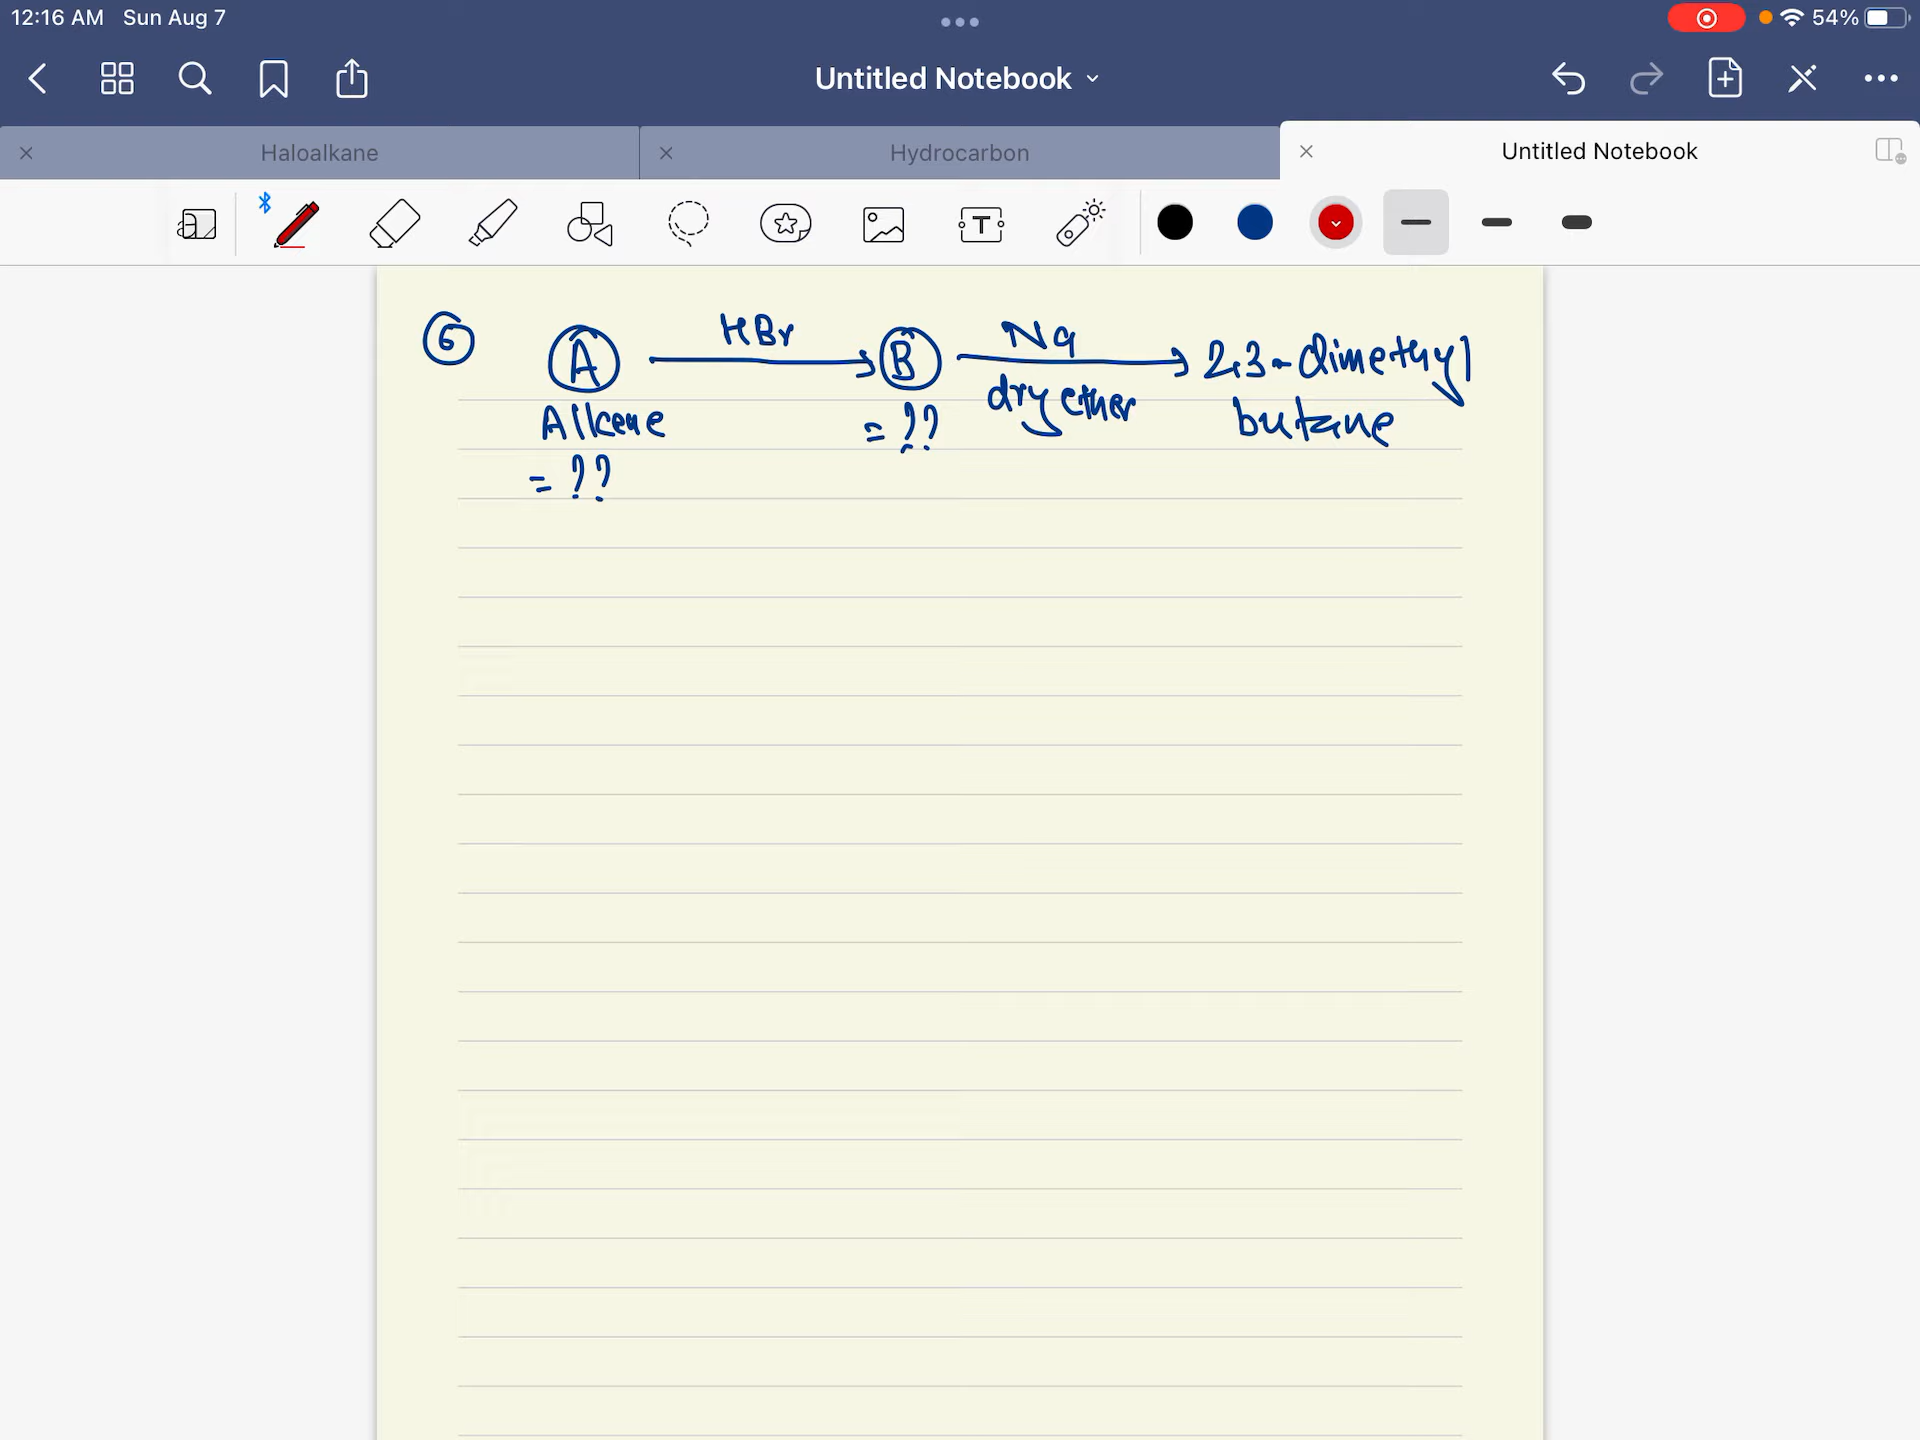 12:16 AM Sun Aug 7
54%
Untitled Notebook
Haloalkane
Hydrocarbon
Untitled Notebook
T
6 A HBr B Na 2,3-dimethyl
Alkene = ?? dry ether butane
= ??